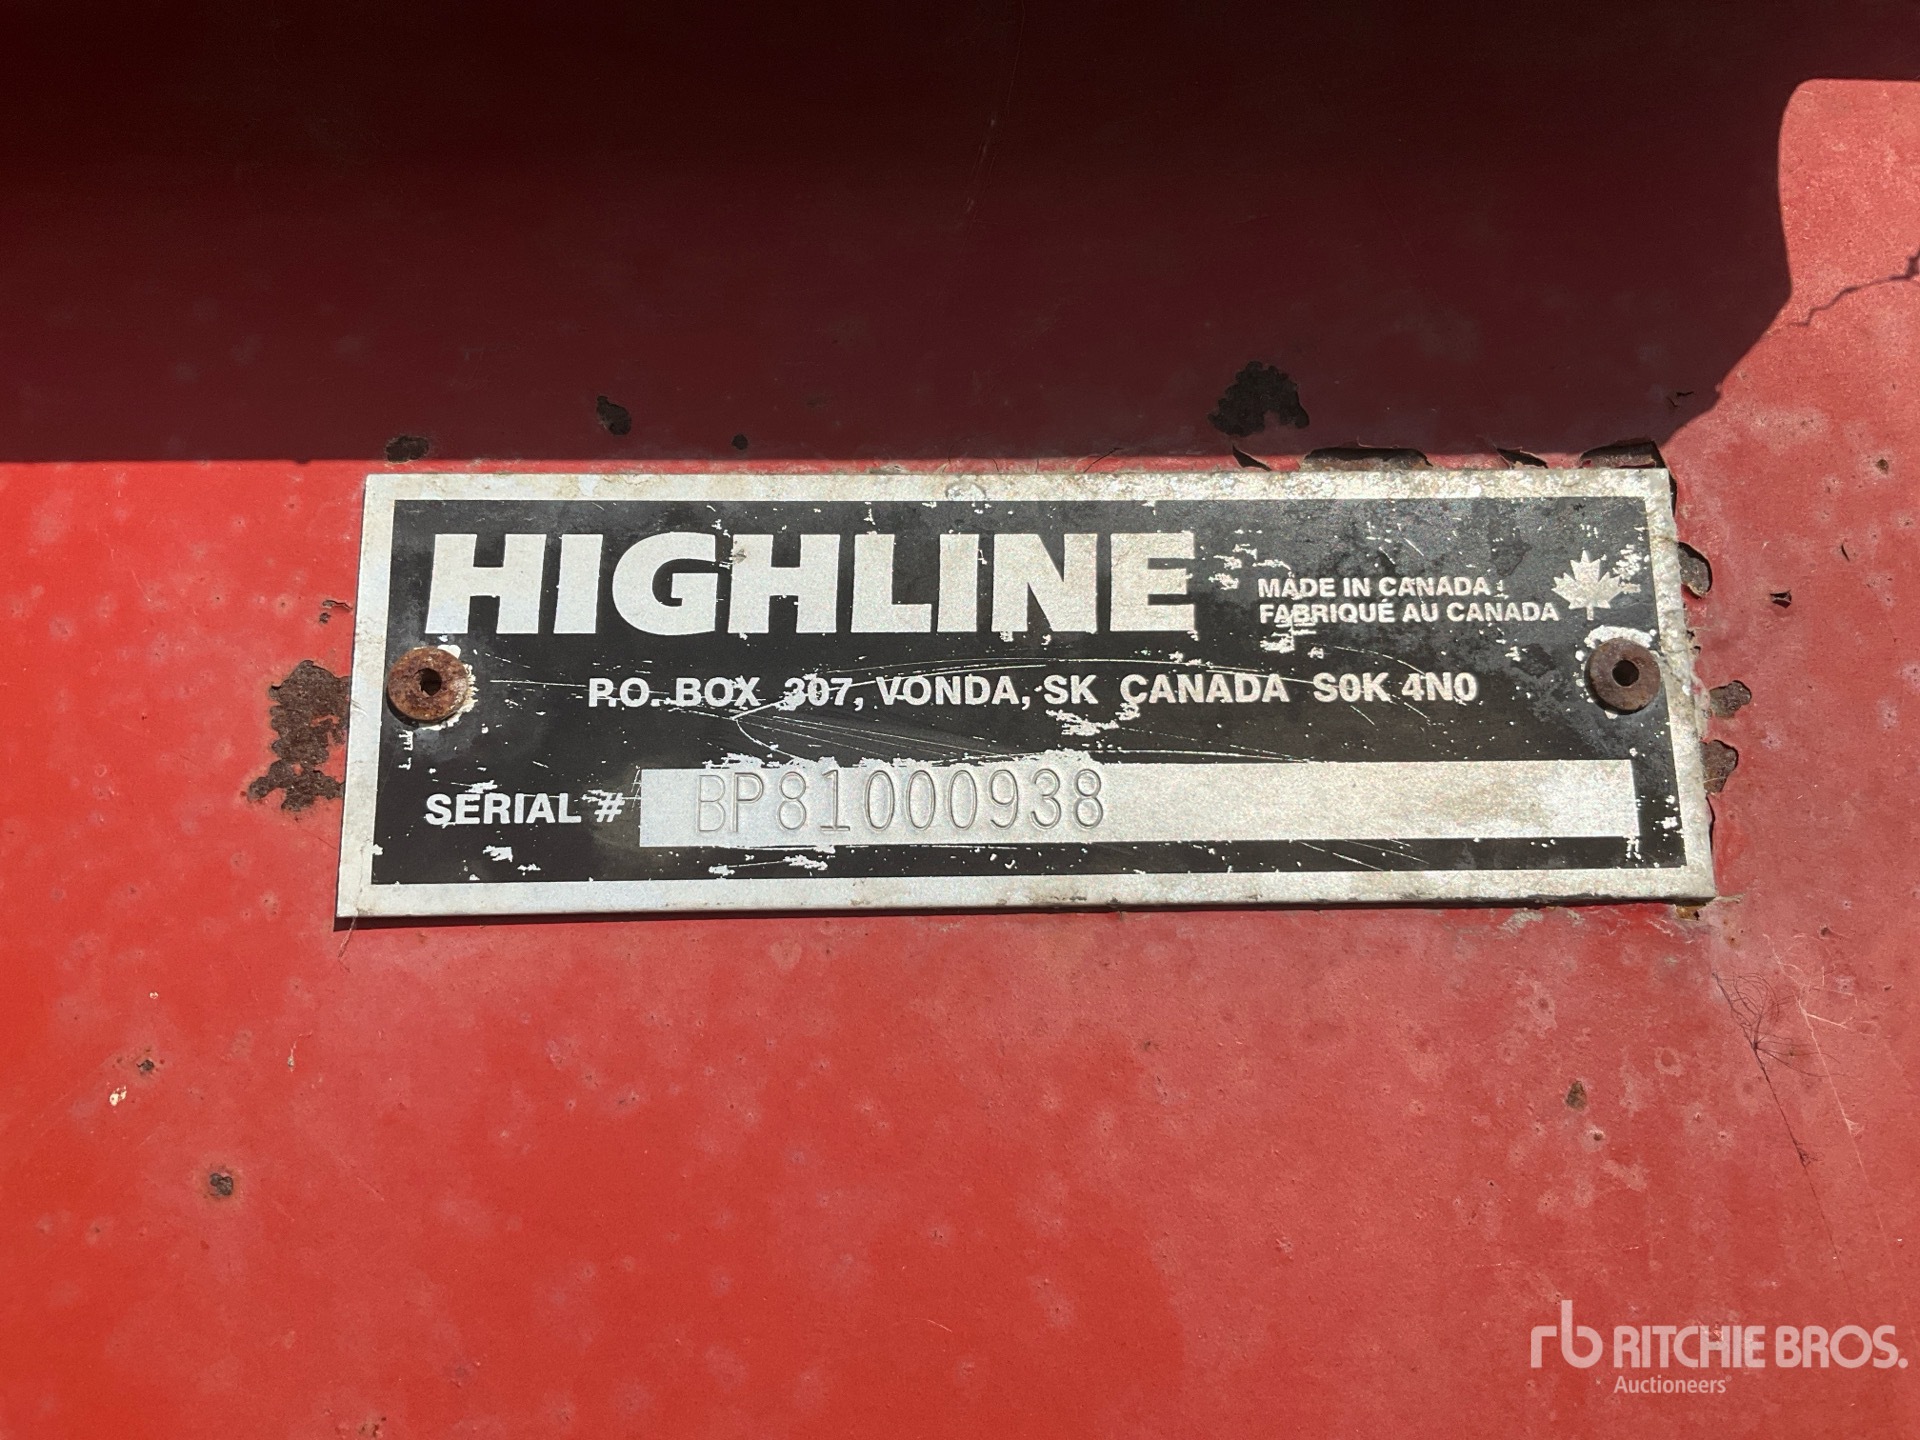 HIGHLINE
MADE IN CANADA
FABRIQUÉ AU CANADA
P.O. BOX 307, VONDA, SK CANADA S0K 4N0
SERIAL # BP81000938
rb RITCHIE BROS.
Auctioneers